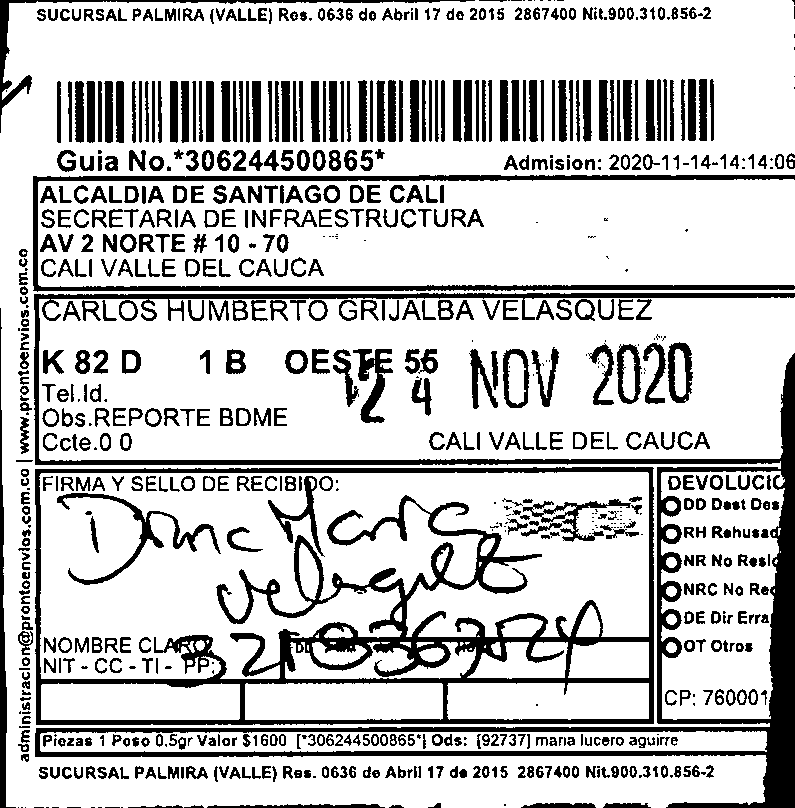 SUCURSAL PALMIRA (VALLE) Res. 0636 de Abril 17 de 2015 2867400 Nit.900.310.856-2
Guia No.*306244500865*
Admision: 2020-11-14-14:14:06
ALCALDIA DE SANTIAGO DE CALI
SECRETARIA DE INFRAESTRUCTURA
AV 2 NORTE # 10 - 70
CALI VALLE DEL CAUCA
CARLOS HUMBERTO GRIJALBA VELASQUEZ
K 82 D 1 B OESTE 56
24 NOV 2020
Tel.Id.
Obs.REPORTE BDME
Ccte.0 0
CALI VALLE DEL CAUCA
administracion@prontoenvios.com.co | www.prontoenvios.com.co
FIRMA Y SELLO DE RECIBIDO:
Maria
NOMBRE CLARO
NIT - CC - TI - PP:
DEVOLUCIO
DD Dest Des
RH Rehusad
NR No Resid
NRC No Rec
DE Dir Erra
OT Otros
CP: 760001
Piezas 1 Peso 0.5gr Valor $1600 [*306244500865*] Ods: [92737] maria lucero aguirre
SUCURSAL PALMIRA (VALLE) Res. 0636 de Abril 17 de 2015 2867400 Nit.900.310.856-2